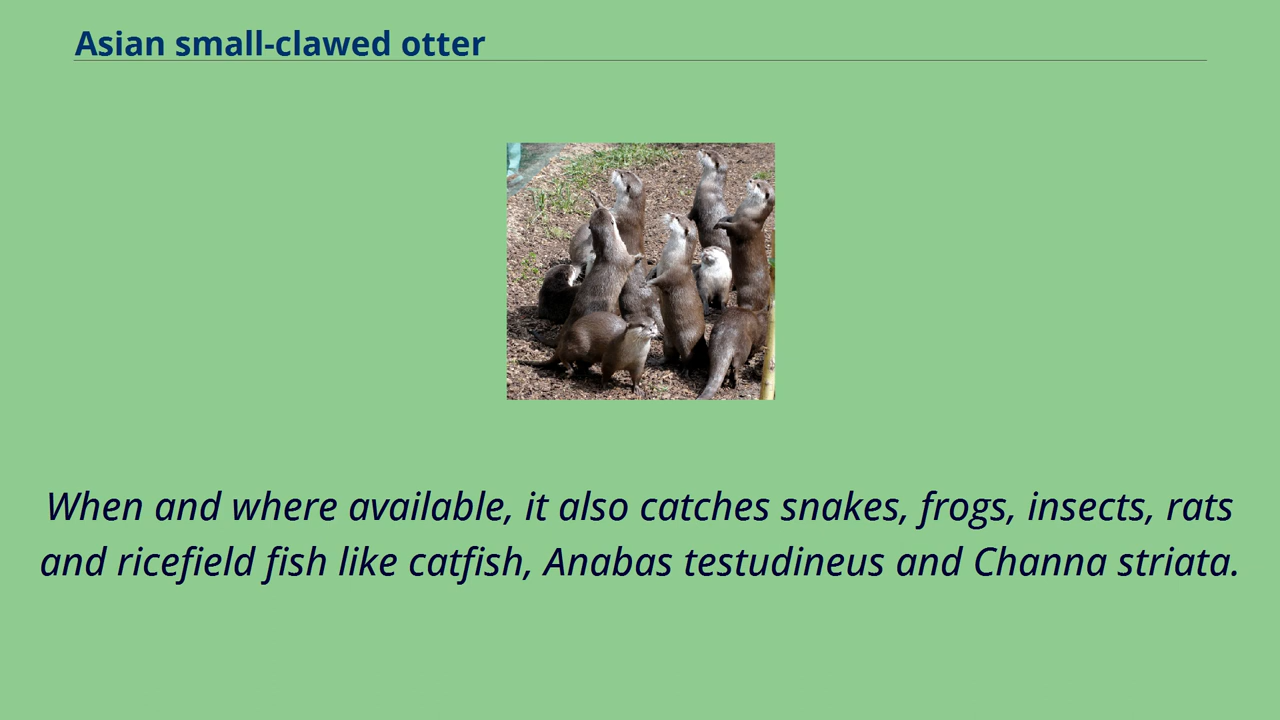 Asian small-clawed otter
When and where available, it also catches snakes, frogs, insects, rats
and ricefield fish like catfish, Anabas testudineus and Channa striata.